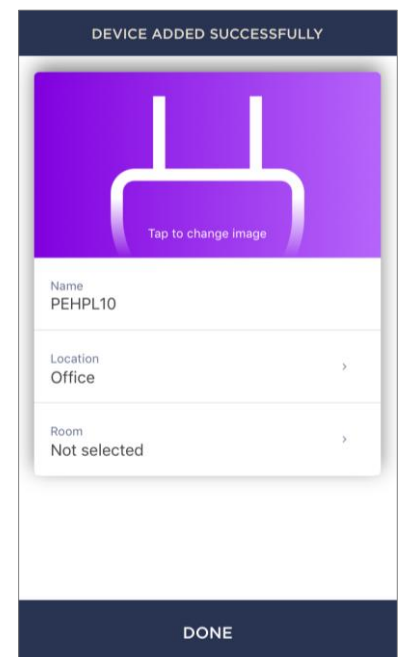 DEVICE ADDED SUCCESSFULLY
Tap to change image
Name
PEHPL10
Location
Office
Room
Not selected
DONE